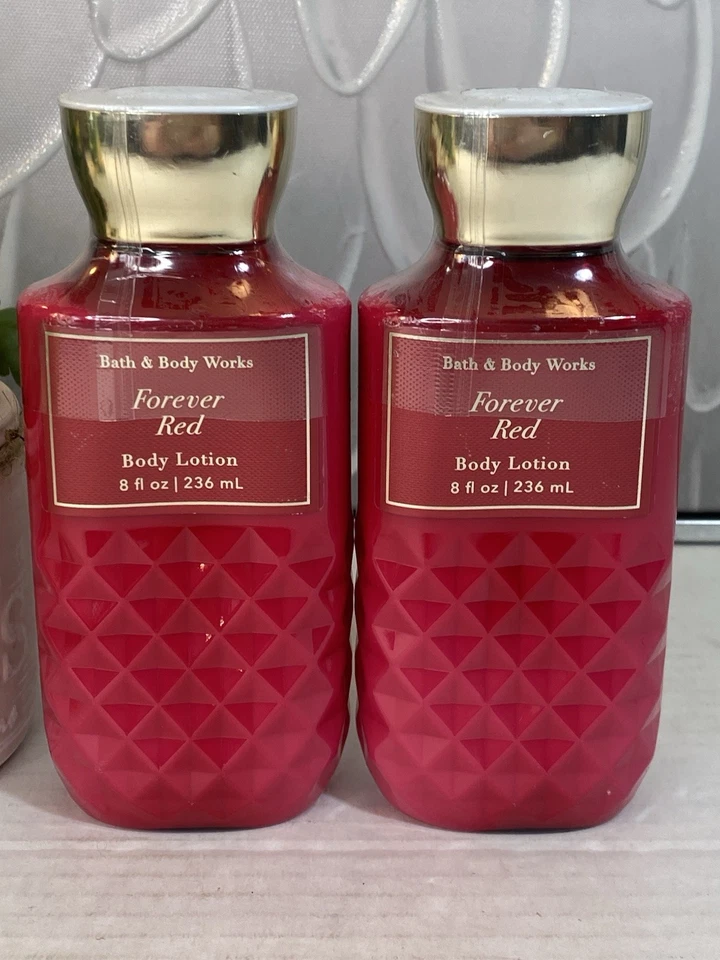 Bath & Body Works
Forever
Red
Body Lotion
8 fl oz | 236 mL
Bath & Body Works
Forever
Red
Body Lotion
8 fl oz | 236 mL